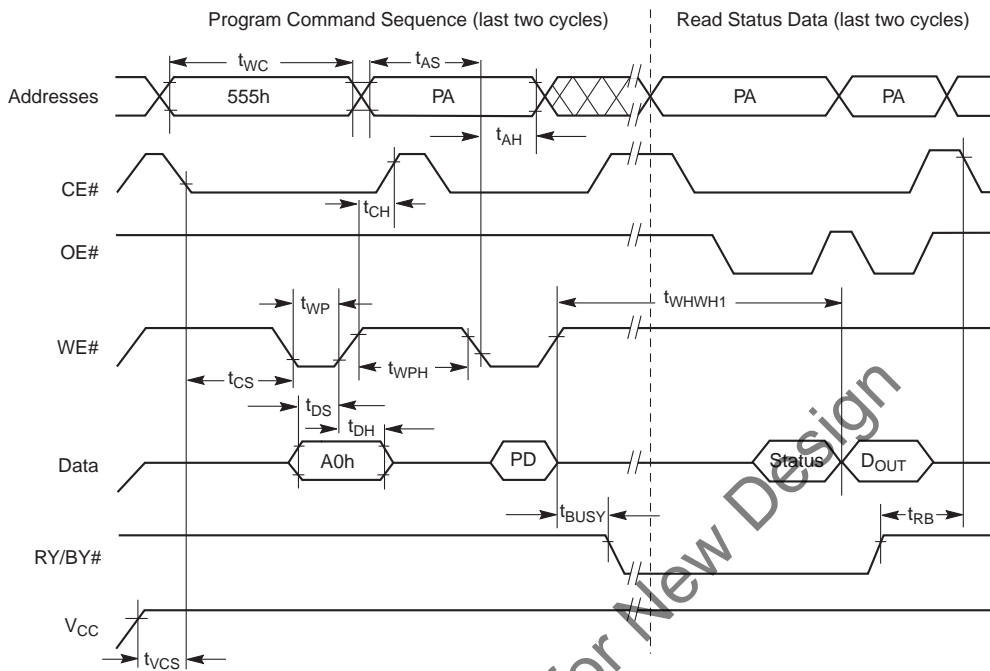 Program Command Sequence (last two cycles)
Read Status Data (last two cycles)
tWC
tAS
Addresses
555h
PA
PA
PA
tAH
CE#
tCH
OE#
tWP
tWHWH1
WE#
tCS
tWPH
tDS
tDH
Data
A0h
PD
Status
DOUT
tBUSY
tRB
RY/BY#
VCC
tVCS
for New Design